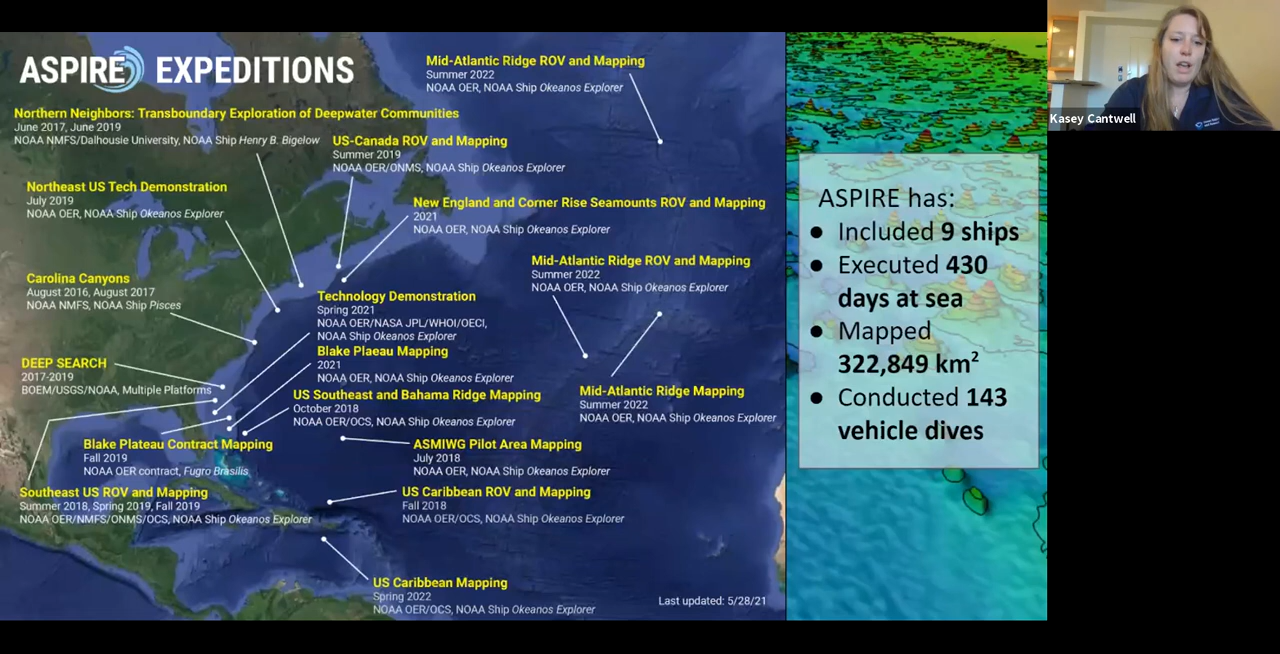 ASPIRE EXPEDITIONS
Mid-Atlantic Ridge ROV and Mapping
Summer 2022
NOAA OER, NOAA Ship Okeanos Explorer
Northern Neighbors: Transboundary Exploration of Deepwater Communities
June 2017, June 2019
NOAA NMFS/Dalhousie University, NOAA Ship Henry B. Bigelow
US-Canada ROV and Mapping
Summer 2019
NOAA OER/ONMS, NOAA Ship Okeanos Explorer
Northeast US Tech Demonstration
July 2019
NOAA OER, NOAA Ship Okeanos Explorer
New England and Corner Rise Seamounts ROV and Mapping
2021
NOAA OER, NOAA Ship Okeanos Explorer
Mid-Atlantic Ridge ROV and Mapping
Summer 2022
NOAA OER, NOAA Ship Okeanos Explorer
Carolina Canyons
August 2016, August 2017
NOAA NMFS, NOAA Ship Pisces
Technology Demonstration
Spring 2021
NOAA OER/NASA JPL/WHOI/OECI,
NOAA Ship Okeanos Explorer
Blake Plaeau Mapping
2021
NOAA OER, NOAA Ship Okeanos Explorer
DEEP SEARCH
2017-2019
BOEM/USGS/NOAA, Multiple Platforms
US Southeast and Bahama Ridge Mapping
October 2018
NOAA OER/OCS, NOAA Ship Okeanos Explorer
Mid-Atlantic Ridge Mapping
Summer 2022
NOAA OER, NOAA Ship Okeanos Explorer
Blake Plateau Contract Mapping
Fall 2019
NOAA OER contract, Fugro Brasilis
ASMIWG Pilot Area Mapping
July 2018
NOAA OER, NOAA Ship Okeanos Explorer
Southeast US ROV and Mapping
Summer 2018, Spring 2019, Fall 2019
NOAA OER/NMFS/ONMS/OCS, NOAA Ship Okeanos Explorer
US Caribbean ROV and Mapping
Fall 2018
NOAA OER/OCS, NOAA Ship Okeanos Explorer
US Caribbean Mapping
Spring 2022
NOAA OER/OCS, NOAA Ship Okeanos Explorer
Last updated: 5/28/21
ASPIRE has:
● Included 9 ships
● Executed 430
days at sea
● Mapped
322,849 km²
● Conducted 143
vehicle dives
Kasey Cantwell